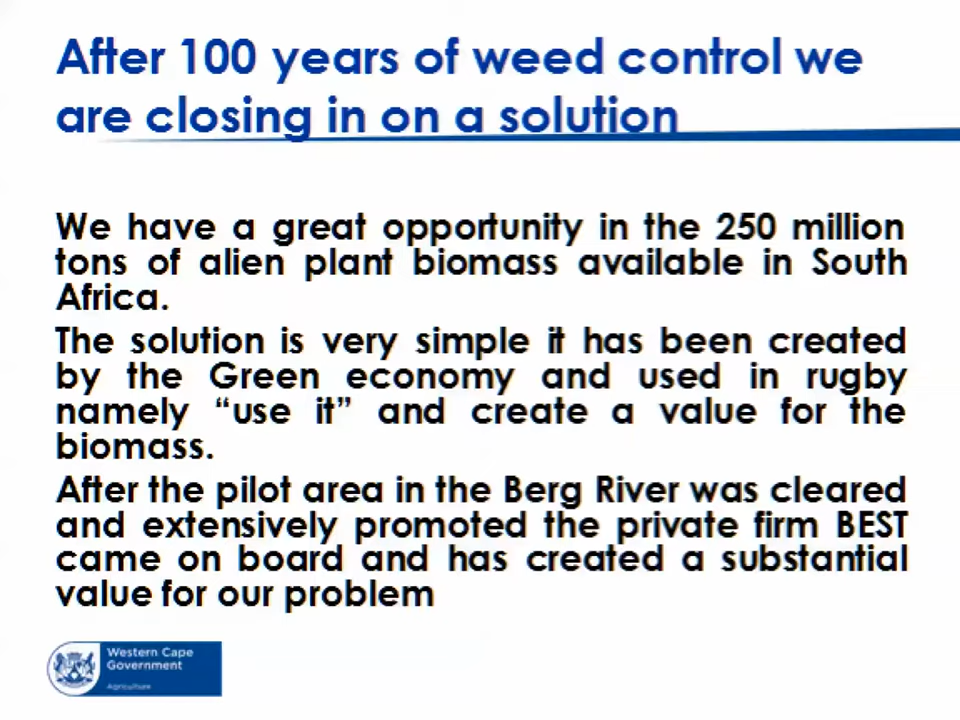 After 100 years of weed control we
are closing in on a solution
We have a great opportunity in the 250 million
tons of alien plant biomass available in South
Africa.
The solution is very simple it has been created
by the Green economy and used in rugby
namely “use it” and create a value for the
biomass.
After the pilot area in the Berg River was cleared
and extensively promoted the private firm BEST
came on board and has created a substantial
value for our problem
Western Cape
Government
Agriculture